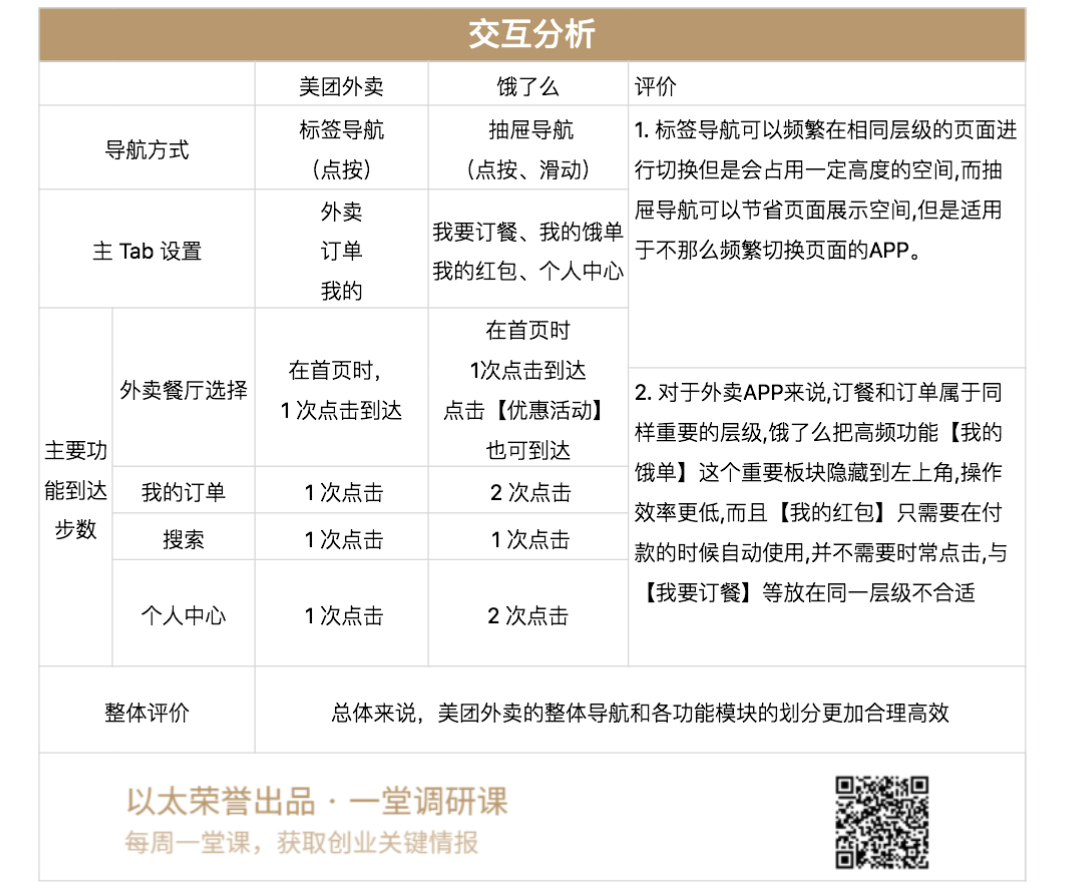 交互分析
美团外卖
饿了么
评价
导航方式
标签导航
（点按）
抽屉导航
（点按、滑动）
1. 标签导航可以频繁在相同层级的页面进
行切换但是会占用一定高度的空间,而抽
屉导航可以节省页面展示空间,但是适用
于不那么频繁切换页面的APP。
主 Tab 设置
外卖
订单
我的
我要订餐、我的饿单
我的红包、个人中心
主要功
能到达
步数
外卖餐厅选择
在首页时,
1 次点击到达
在首页时
1次点击到达
点击【优惠活动】
也可到达
2. 对于外卖APP来说,订餐和订单属于同
样重要的层级,饿了么把高频功能【我的
饿单】这个重要板块隐藏到左上角,操作
效率更低,而且【我的红包】只需要在付
款的时候自动使用,并不需要时常点击,与
【我要订餐】等放在同一层级不合适
我的订单
1 次点击
2 次点击
搜索
1 次点击
1 次点击
个人中心
1 次点击
2 次点击
整体评价
总体来说，美团外卖的整体导航和各功能模块的划分更加合理高效
以太荣誉出品 · 一堂调研课
每周一堂课，获取创业关键情报